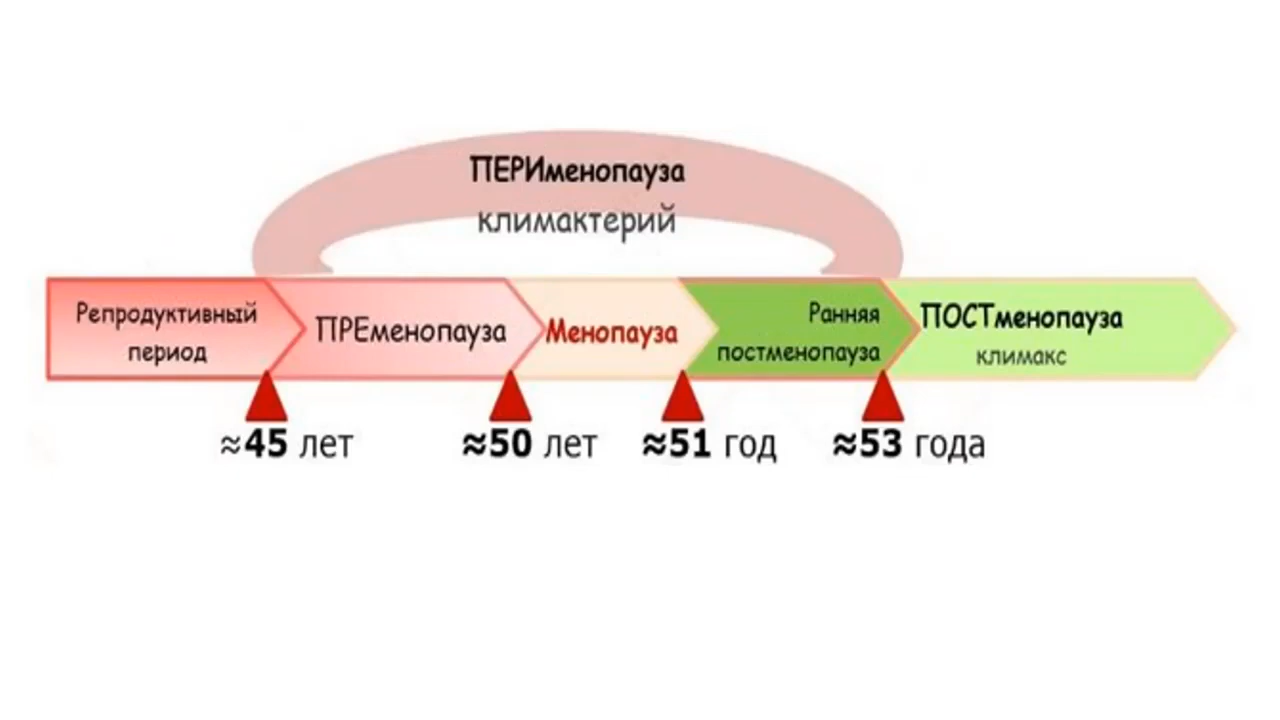 ПЕРИменопауза
климактерий
Репродуктивный
период
ПРЕменопауза
Менопауза
Ранняя
постменопауза
ПОСТменопауза
климакс
≈45 лет
≈50 лет
≈51 год
≈53 года